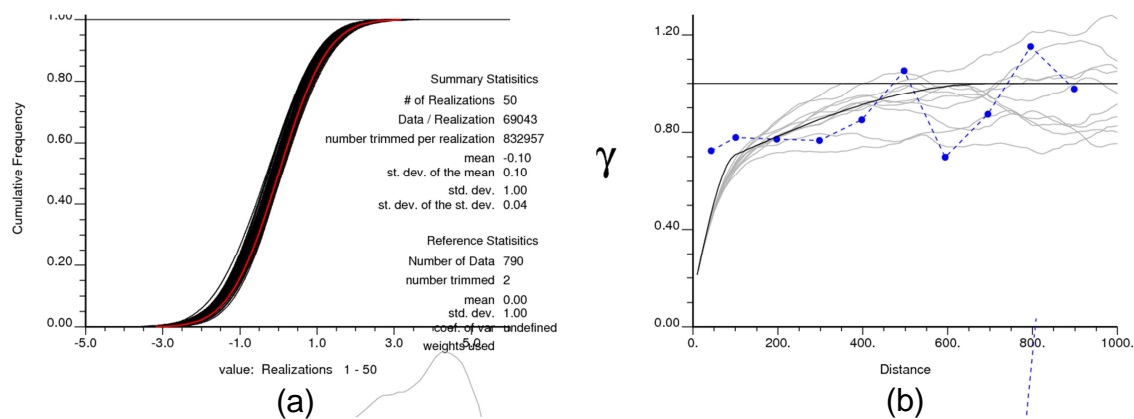 1.00
0.80
0.60
0.40
0.20
0.00
Cumulative Frequency
-5.0 -3.0 -1.0 1.0 3.0 5.0
value: Realizations 1 - 50
Summary Statisitics
# of Realizations 50
Data / Realization 69043
number trimmed per realization 832957
mean -0.10
st. dev. of the mean 0.10
std. dev. 1.00
st. dev. of the st. dev. 0.04
Reference Statisitics
Number of Data 790
number trimmed 2
mean 0.00
std. dev. 1.00
coef. of var undefined
weights used
(a)
γ
1.20
0.80
0.40
0.00
0. 200. 400. 600. 800. 1000.
Distance
(b)